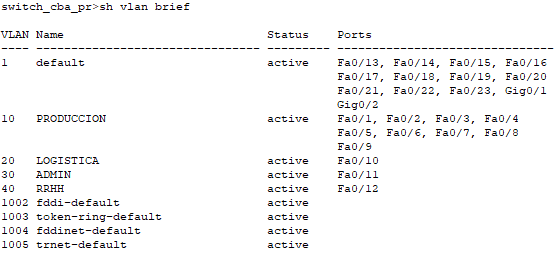 switch_cba_pr>sh vlan brief
VLAN Name                             Status    Ports
---- -------------------------------- --------- -------------------------------
1    default                          active    Fa0/13, Fa0/14, Fa0/15, Fa0/16
                                                Fa0/17, Fa0/18, Fa0/19, Fa0/20
                                                Fa0/21, Fa0/22, Fa0/23, Gig0/1
                                                Gig0/2
10   PRODUCCION                       active    Fa0/1, Fa0/2, Fa0/3, Fa0/4
                                                Fa0/5, Fa0/6, Fa0/7, Fa0/8
                                                Fa0/9
20   LOGISTICA                        active    Fa0/10
30   ADMIN                            active    Fa0/11
40   RRHH                             active    Fa0/12
1002 fddi-default                     active
1003 token-ring-default               active
1004 fddinet-default                  active
1005 trnet-default                    active